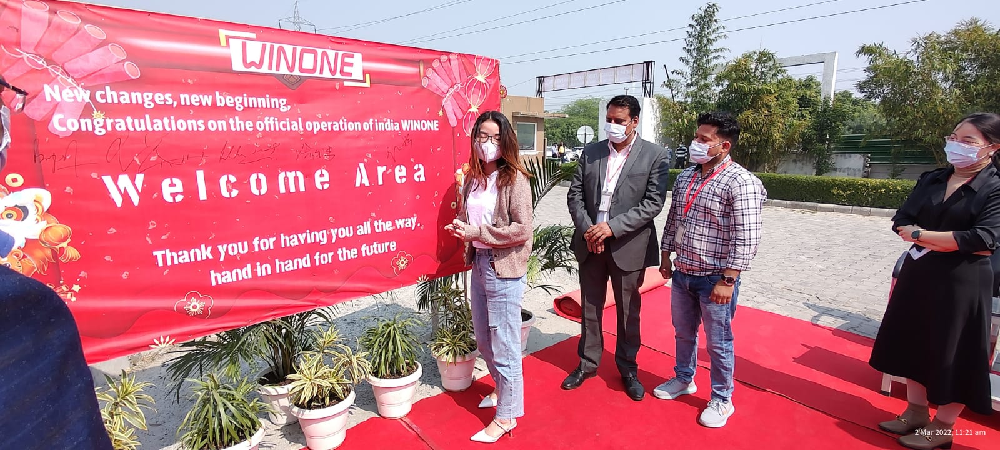 WINONE
New changes, new beginning,
Congratulations on the official operation of india WINONE
Welcome Area
Thank you for having you all the way.
hand in hand for the future
2 Mar 2022, 11:21 am